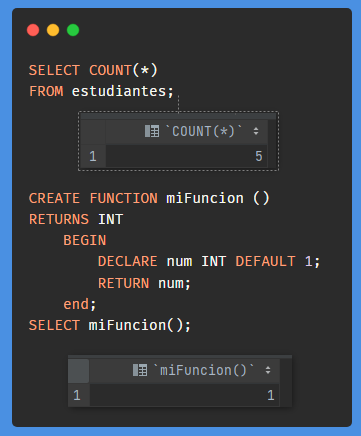 SELECT COUNT(*)
FROM estudiantes;
`COUNT(*)`
1 5
CREATE FUNCTION miFuncion ()
RETURNS INT
BEGIN
DECLARE num INT DEFAULT 1;
RETURN num;
end;
SELECT miFuncion();
`miFuncion()`
1 1